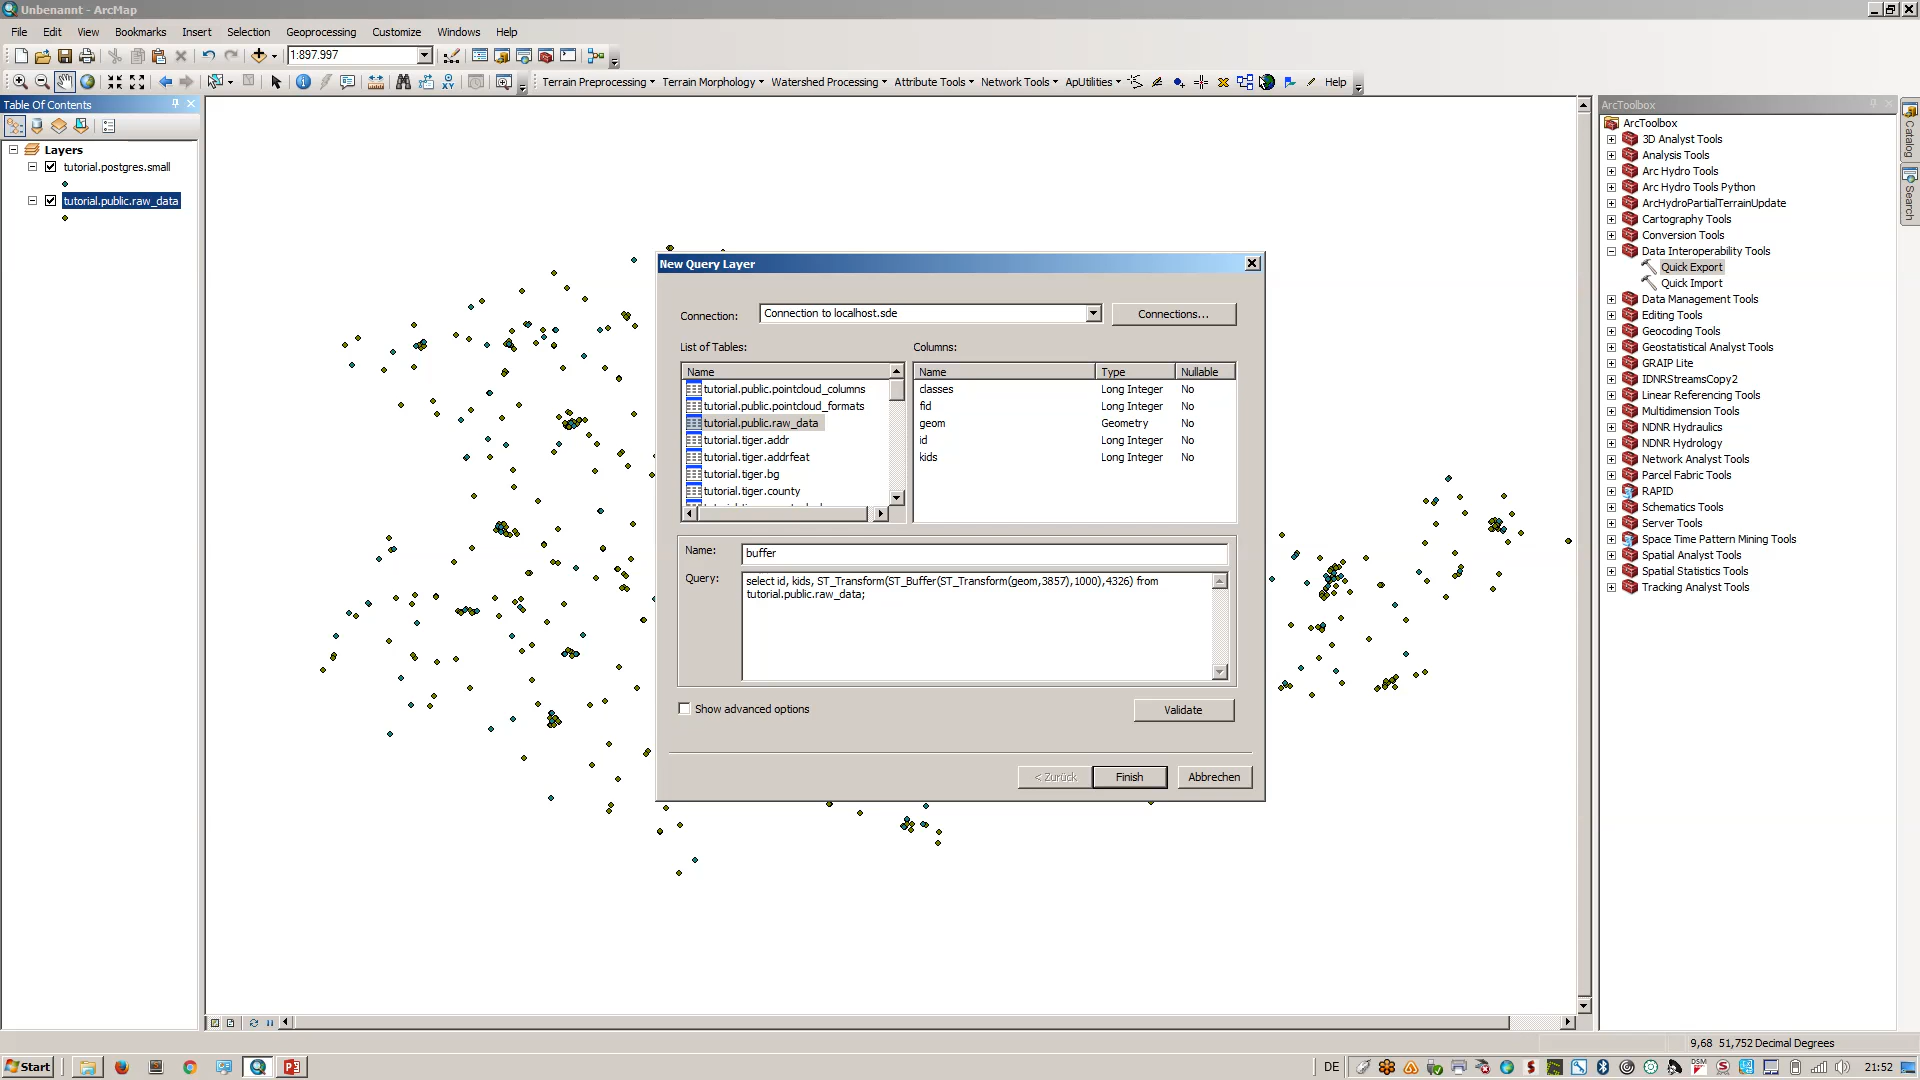 Unbenannt - ArcMap
File Edit View Bookmarks Insert Selection Geoprocessing Customize Windows Help
1:897.997
Terrain Preprocessing Terrain Morphology Watershed Processing Attribute Tools Network Tools ApUtilities Help
Table Of Contents
Layers
tutorial.postgres.small
tutorial.public.raw_data
New Query Layer
Connection: Connection to localhost.sde Connections...
List of Tables: Columns:
Name Name Type Nullable
tutorial.public.pointcloud_columns classes Long Integer No
tutorial.public.pointcloud_formats fid Long Integer No
tutorial.public.raw_data geom Geometry No
tutorial.tiger.addr id Long Integer No
tutorial.tiger.addrfeat kids Long Integer No
tutorial.tiger.bg
tutorial.tiger.county
Name: buffer
Query: select id, kids, ST_Transform(ST_Buffer(ST_Transform(geom,3857),1000),4326) from
tutorial.public.raw_data;
Show advanced options Validate
< Zurück Finish Abbrechen
ArcToolbox
ArcToolbox
3D Analyst Tools
Analysis Tools
Arc Hydro Tools
Arc Hydro Tools Python
ArcHydroPartialTerrainUpdate
Cartography Tools
Conversion Tools
Data Interoperability Tools
Quick Export
Quick Import
Data Management Tools
Editing Tools
Geocoding Tools
Geostatistical Analyst Tools
GRAIP Lite
IDNRStreamsCopy2
Linear Referencing Tools
Multidimension Tools
NDNR Hydraulics
NDNR Hydrology
Network Analyst Tools
Parcel Fabric Tools
RAPID
Schematics Tools
Server Tools
Space Time Pattern Mining Tools
Spatial Analyst Tools
Spatial Statistics Tools
Tracking Analyst Tools
Catalog
Search
9,68 51,752 Decimal Degrees
Start DE 21:52